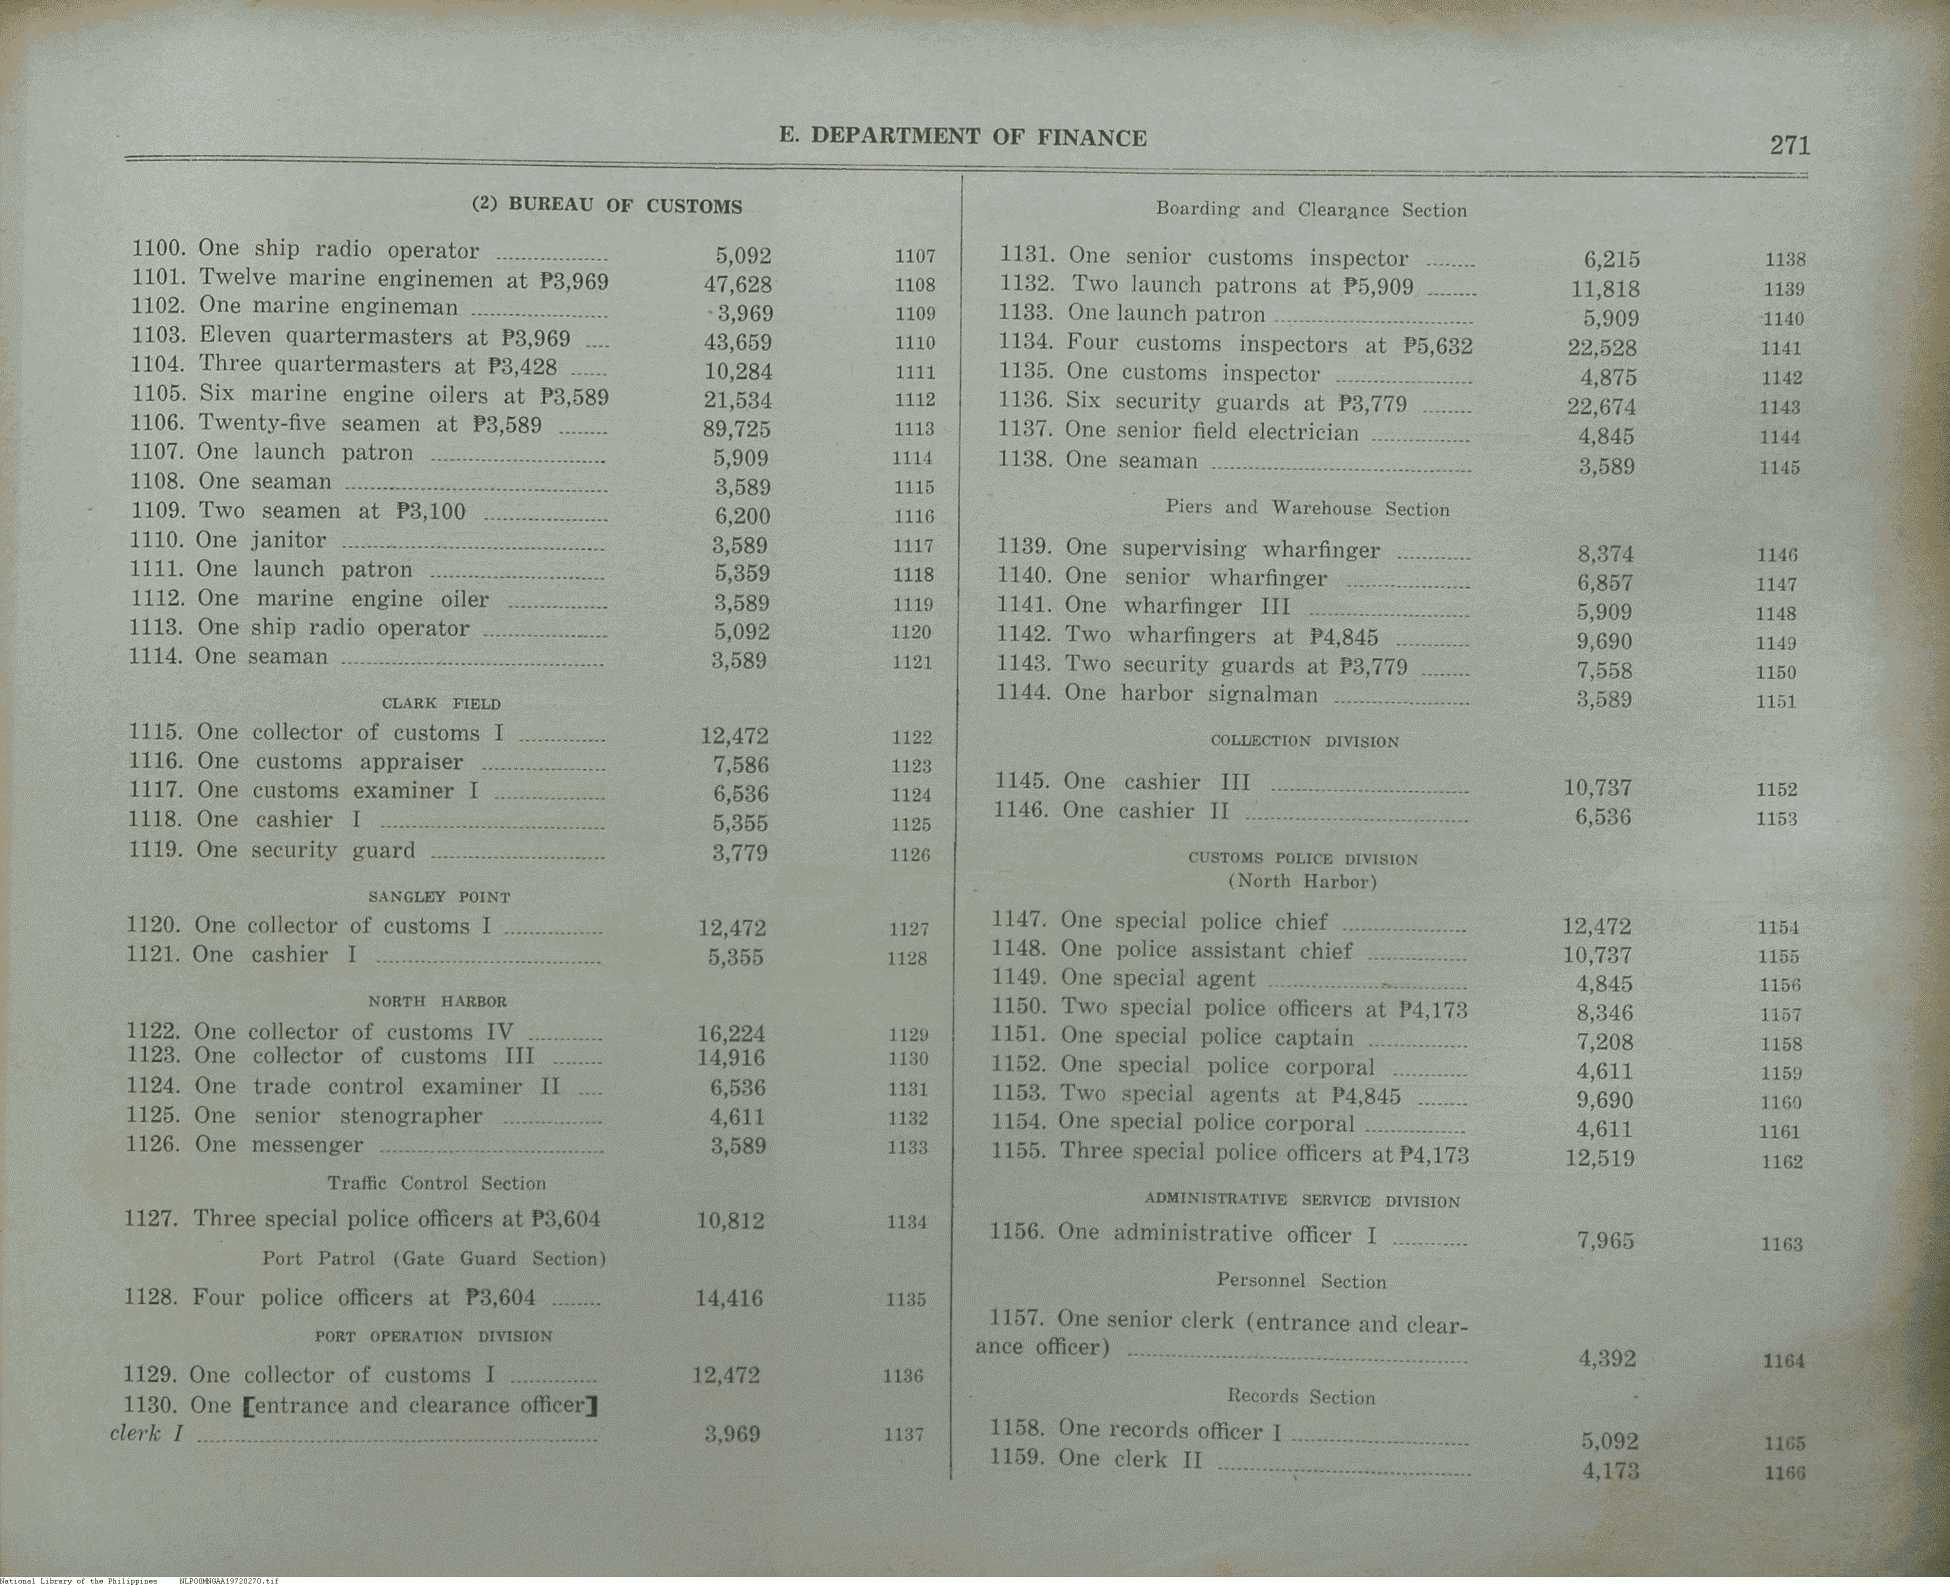 E. DEPARTMENT OF FINANCE 271
(2) BUREAU OF CUSTOMS
1100. One ship radio operator ................ 5,092 1107
1101. Twelve marine enginemen at ₱3,969 47,628 1108
1102. One marine engineman .................... 3,969 1109
1103. Eleven quartermasters at ₱3,969 .... 43,659 1110
1104. Three quartermasters at ₱3,428 ...... 10,284 1111
1105. Six marine engine oilers at ₱3,589 21,534 1112
1106. Twenty-five seamen at ₱3,589 ........ 89,725 1113
1107. One launch patron ............................ 5,909 1114
1108. One seaman .......................................... 3,589 1115
1109. Two seamen at ₱3,100 .................... 6,200 1116
1110. One janitor .......................................... 3,589 1117
1111. One launch patron ............................ 5,359 1118
1112. One marine engine oiler ................ 3,589 1119
1113. One ship radio operator .................... 5,092 1120
1114. One seaman .......................................... 3,589 1121
CLARK FIELD
1115. One collector of customs I .............. 12,472 1122
1116. One customs appraiser .................... 7,586 1123
1117. One customs examiner I .................. 6,536 1124
1118. One cashier I .................................... 5,355 1125
1119. One security guard ............................ 3,779 1126
SANGLEY POINT
1120. One collector of customs I ................ 12,472 1127
1121. One cashier I .................................... 5,355 1128
NORTH HARBOR
1122. One collector of customs IV ............ 16,224 1129
1123. One collector of customs III ........ 14,916 1130
1124. One trade control examiner II .... 6,536 1131
1125. One senior stenographer ................ 4,611 1132
1126. One messenger .................................... 3,589 1133
Traffic Control Section
1127. Three special police officers at ₱3,604 10,812 1134
Port Patrol (Gate Guard Section)
1128. Four police officers at ₱3,604 ........ 14,416 1135
PORT OPERATION DIVISION
1129. One collector of customs I .............. 12,472 1136
1130. One [entrance and clearance officer]
clerk I ................................................................ 3,969 1137
Boarding and Clearance Section
1131. One senior customs inspector ........ 6,215 1138
1132. Two launch patrons at ₱5,909 ........ 11,818 1139
1133. One launch patron ................................ 5,909 1140
1134. Four customs inspectors at ₱5,632 22,528 1141
1135. One customs inspector ...................... 4,875 1142
1136. Six security guards at ₱3,779 ........ 22,674 1143
1137. One senior field electrician ................ 4,845 1144
1138. One seaman .......................................... 3,589 1145
Piers and Warehouse Section
1139. One supervising wharfinger ............ 8,374 1146
1140. One senior wharfinger .................... 6,857 1147
1141. One wharfinger III .......................... 5,909 1148
1142. Two wharfingers at ₱4,845 ............ 9,690 1149
1143. Two security guards at ₱3,779 ........ 7,558 1150
1144. One harbor signalman ...................... 3,589 1151
COLLECTION DIVISION
1145. One cashier III ................................ 10,737 1152
1146. One cashier II .................................... 6,536 1153
CUSTOMS POLICE DIVISION
(North Harbor)
1147. One special police chief .................... 12,472 1154
1148. One police assistant chief ................ 10,737 1155
1149. One special agent ................................ 4,845 1156
1150. Two special police officers at ₱4,173 8,346 1157
1151. One special police captain ................ 7,208 1158
1152. One special police corporal ............ 4,611 1159
1153. Two special agents at ₱4,845 ........ 9,690 1160
1154. One special police corporal ................ 4,611 1161
1155. Three special police officers at ₱4,173 12,519 1162
ADMINISTRATIVE SERVICE DIVISION
1156. One administrative officer I ............ 7,965 1163
Personnel Section
1157. One senior clerk (entrance and clear-
ance officer) ...................................................... 4,392 1164
Records Section
1158. One records officer I ............................ 5,092 1165
1159. One clerk II ........................................ 4,173 1166
National Library of the Philippines NLPOOMNGAA19720270.tif